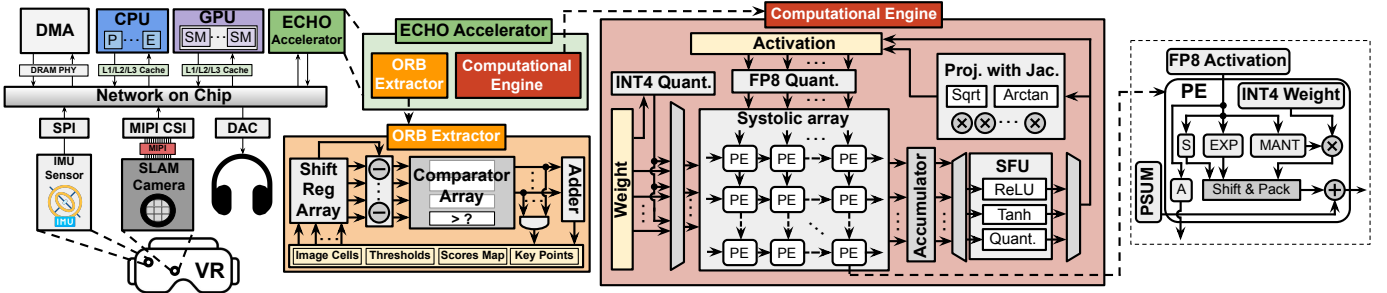 DMA
CPU
P···E
GPU
SM···SM
ECHO
Accelerator
DRAM PHY
L1/L2/L3 Cache
L1/L2/L3 Cache
Network on Chip
SPI
MIPI CSI
DAC
MIPI
IMU
Sensor
IMU
SLAM
Camera
VR
ECHO Accelerator
ORB
Extractor
Computational
Engine
ORB Extractor
Shift
Reg
Array
Comparator
Array
> ?
Adder
Image Cells
Thresholds
Scores Map
Key Points
Computational Engine
Activation
INT4 Quant.
FP8 Quant.
Proj. with Jac.
Sqrt
Arctan
Weight
Systolic array
PE
PE
PE
PE
PE
PE
PE
PE
PE
Accumulator
SFU
ReLU
Tanh
Quant.
FP8 Activation
PE
INT4 Weight
S
EXP
MANT
A
Shift & Pack
PSUM